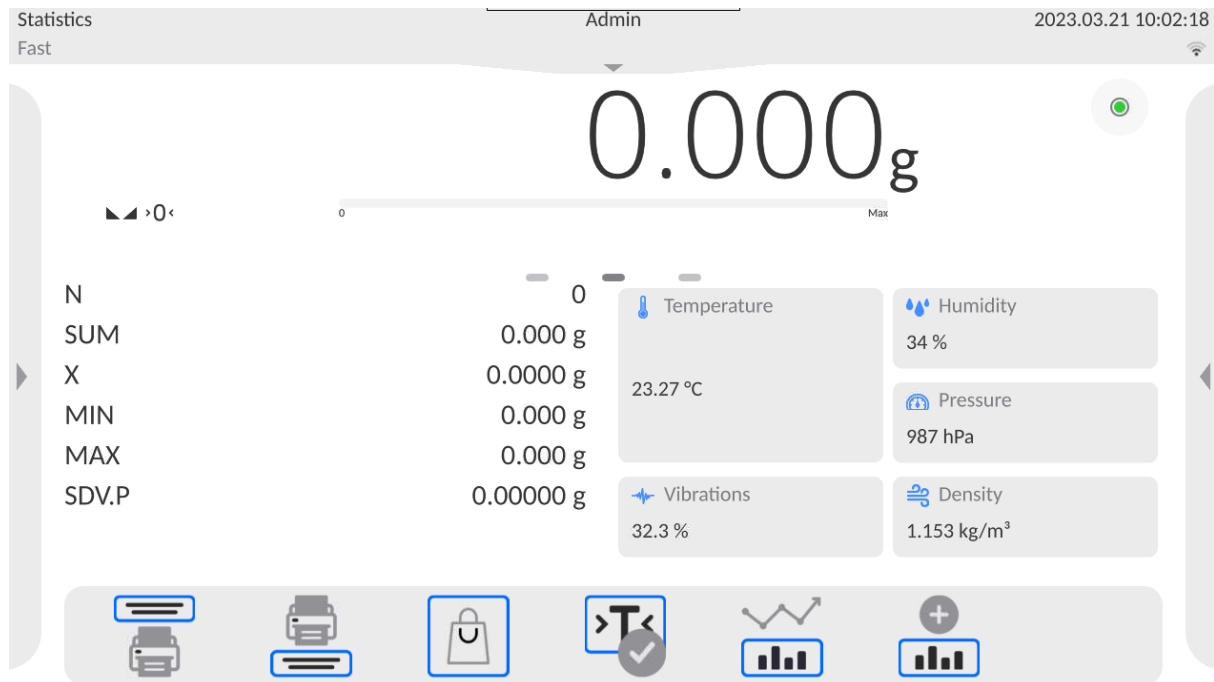 Statistics Admin 2023.03.21 10:02:18
Fast
0.000g
>0<
0 Max
N 0
SUM 0.000 g
X 0.0000 g
MIN 0.000 g
MAX 0.000 g
SDV.P 0.00000 g
Temperature
23.27 °C
Humidity
34 %
Pressure
987 hPa
Vibrations
32.3 %
Density
1.153 kg/m³
>T<